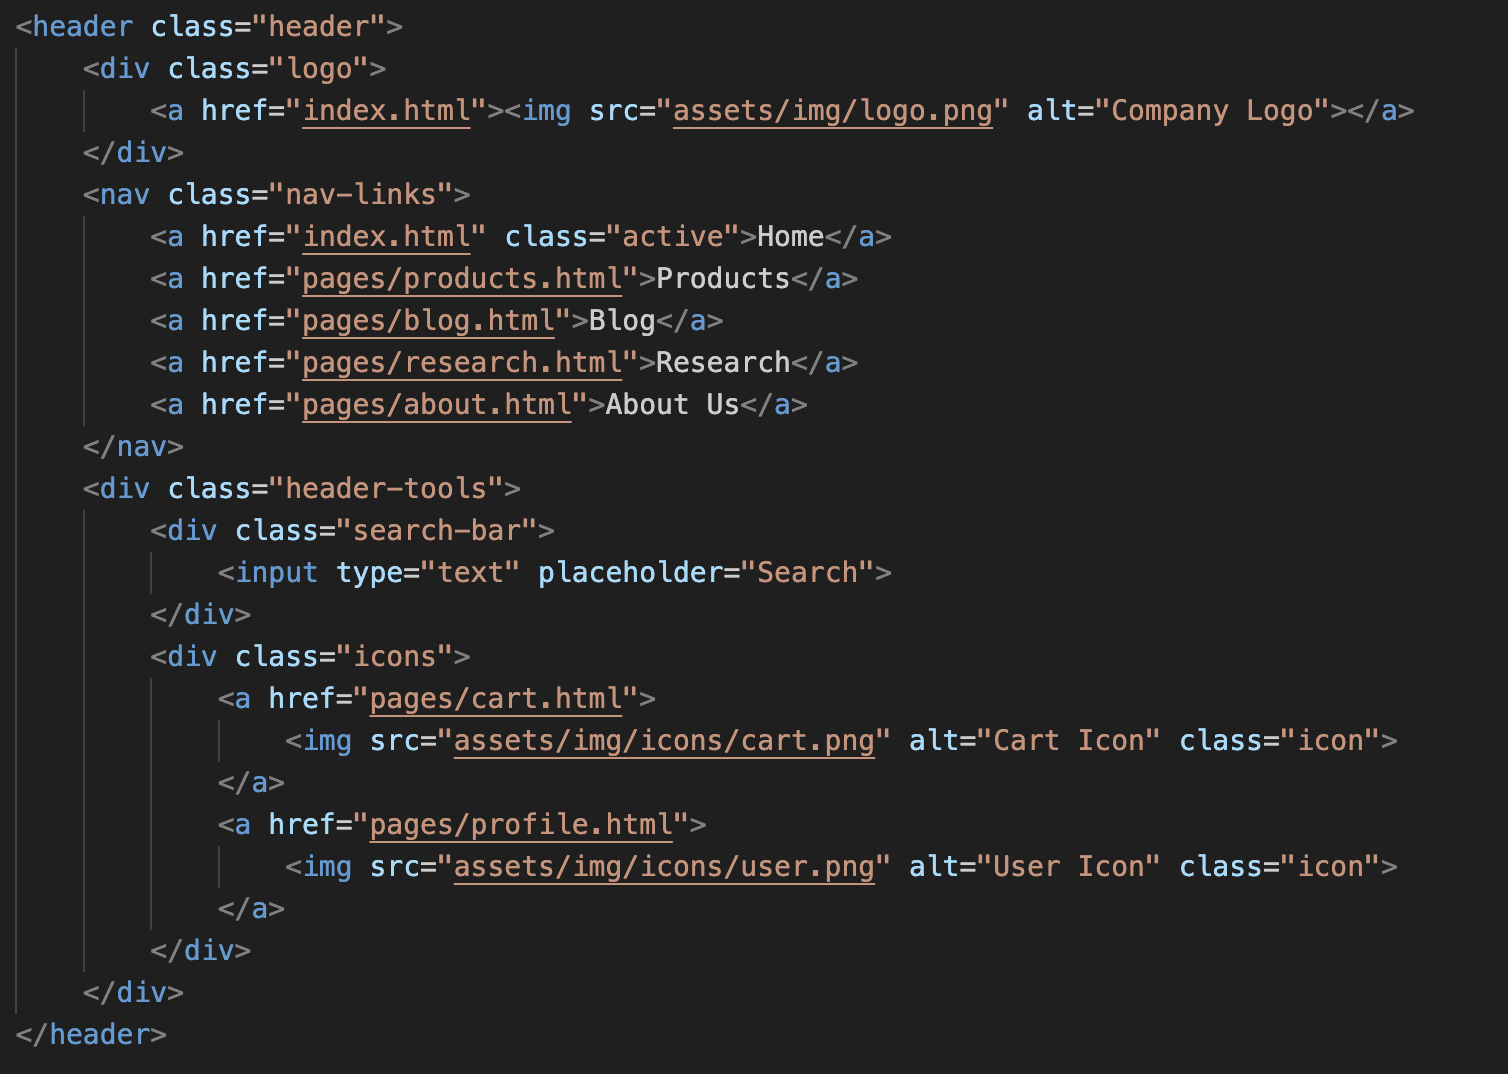 <header class="header">
    <div class="logo">
        <a href="index.html"><img src="assets/img/logo.png" alt="Company Logo"></a>
    </div>
    <nav class="nav-links">
        <a href="index.html" class="active">Home</a>
        <a href="pages/products.html">Products</a>
        <a href="pages/blog.html">Blog</a>
        <a href="pages/research.html">Research</a>
        <a href="pages/about.html">About Us</a>
    </nav>
    <div class="header-tools">
        <div class="search-bar">
            <input type="text" placeholder="Search">
        </div>
        <div class="icons">
            <a href="pages/cart.html">
                <img src="assets/img/icons/cart.png" alt="Cart Icon" class="icon">
            </a>
            <a href="pages/profile.html">
                <img src="assets/img/icons/user.png" alt="User Icon" class="icon">
            </a>
        </div>
    </div>
</header>